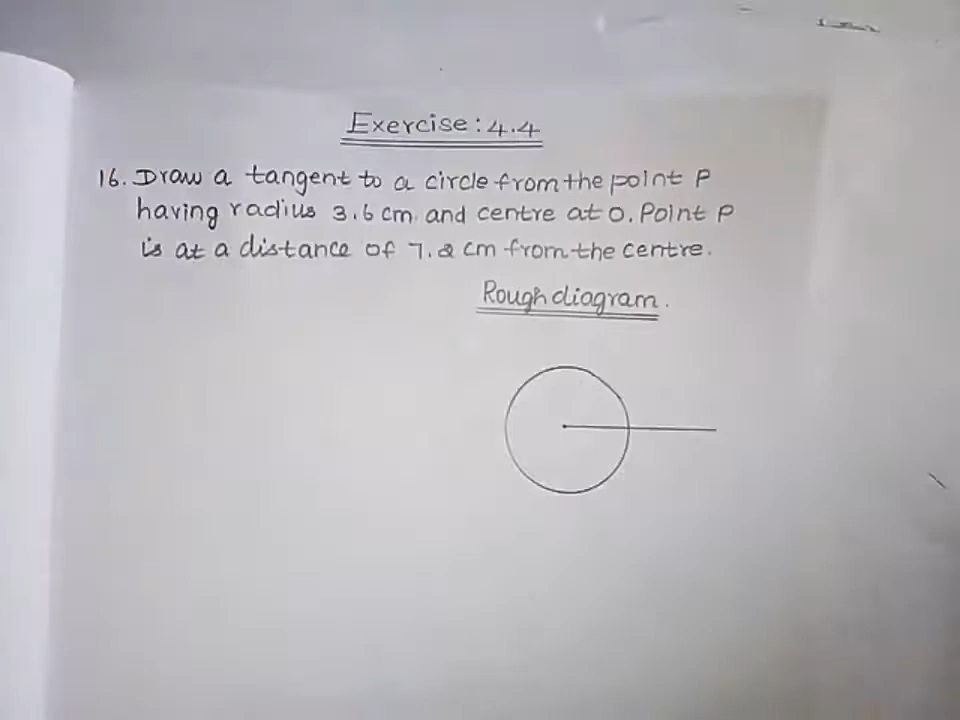 Exercise: 4.4
16. Draw a tangent to a circle from the point P
having radius 3.6 cm and centre at O. Point P
is at a distance of 7.2 cm from the centre.
Rough diagram.